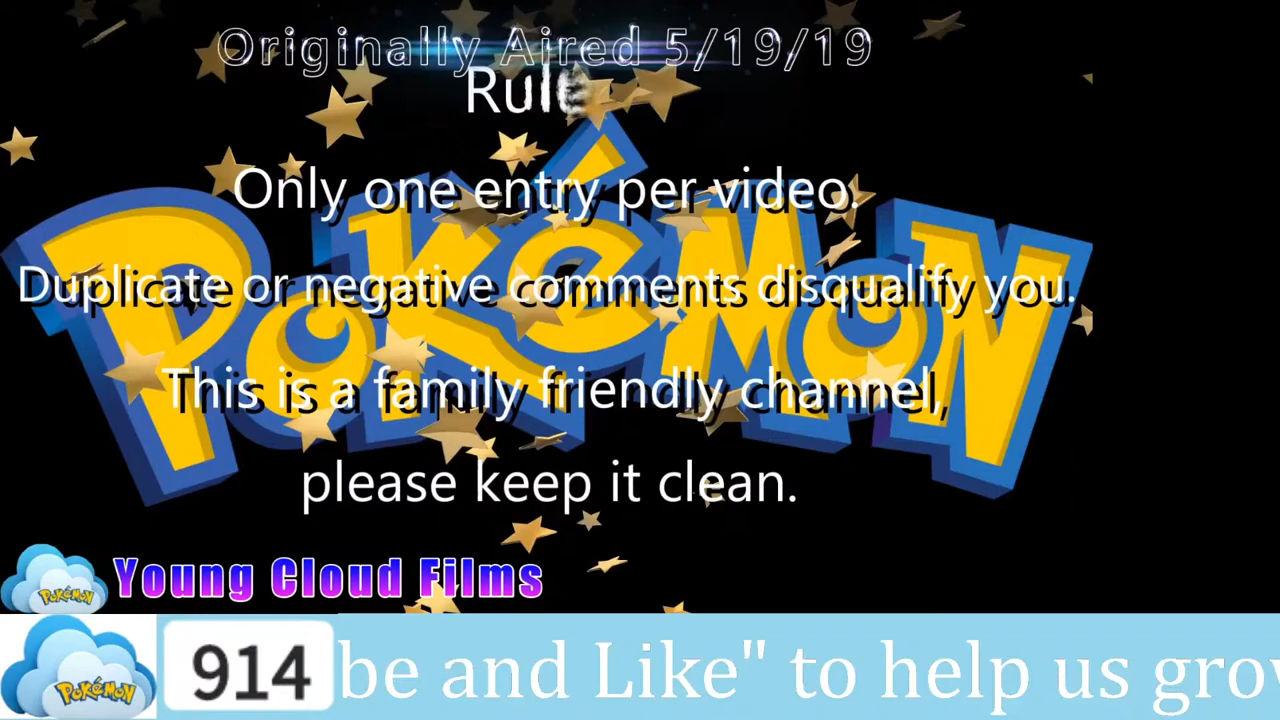 Originally Aired 5/19/19
Rule
Only one entry per video.
Duplicate or negative comments disqualify you.
This is a family friendly channel,
please keep it clean.
POKéMON
POKéMON
Young Cloud Films
POKéMON
914
be and Like" to help us grov